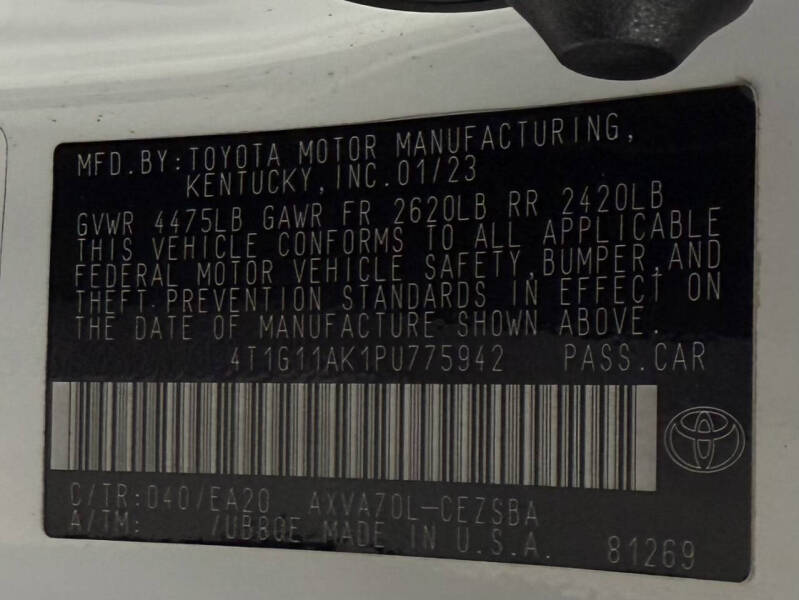 MFD.BY:TOYOTA MOTOR MANUFACTURING,
KENTUCKY,INC.01/23
GVWR 4475LB GAWR FR 2620LB RR 2420LB
THIS VEHICLE CONFORMS TO ALL APPLICABLE
FEDERAL MOTOR VEHICLE SAFETY,BUMPER,AND
THEFT PREVENTION STANDARDS IN EFFECT ON
THE DATE OF MANUFACTURE SHOWN ABOVE.
4T1G11AK1PU775942 PASS.CAR
C/TR:040/EA20 AXVA70L-CEZSBA
A/TM: /UB80E MADE IN U.S.A. 81269